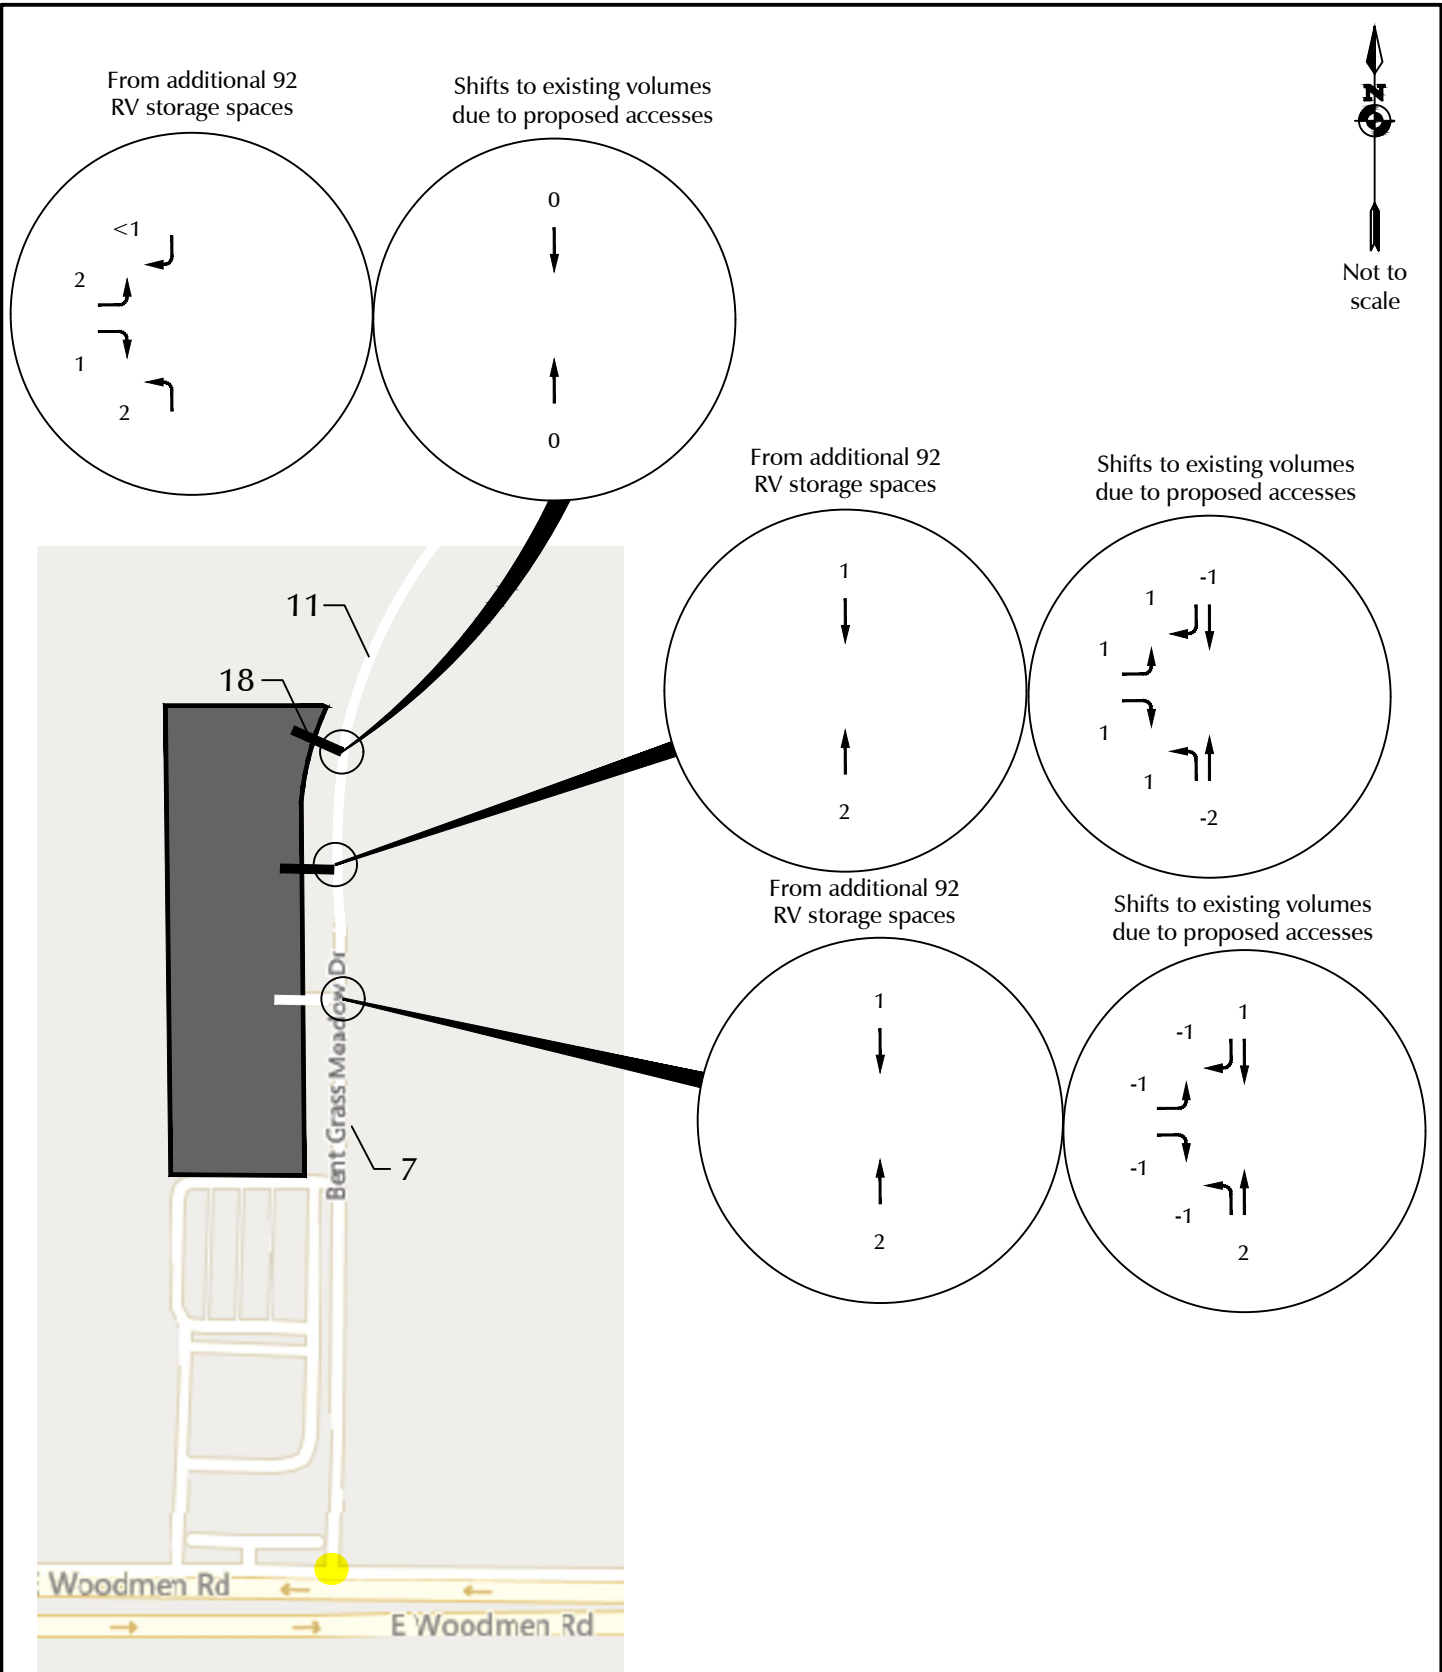 From additional 92
RV storage spaces
Shifts to existing volumes
due to proposed accesses
N
Not to
scale
<1
2
1
2
0
0
From additional 92
RV storage spaces
Shifts to existing volumes
due to proposed accesses
1
2
-1
1
1
1
1
-2
11
18
From additional 92
RV storage spaces
Shifts to existing volumes
due to proposed accesses
1
2
1
-1
-1
-1
-1
2
Bent Grass Meadow Dr
7
E Woodmen Rd
E Woodmen Rd